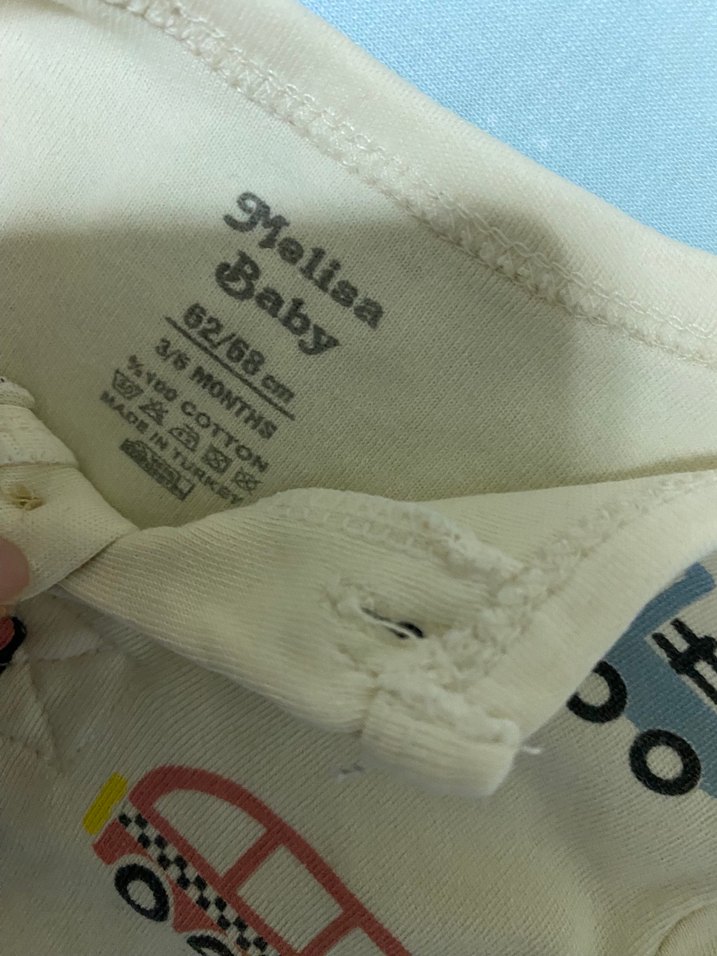 Melisa
Baby
62/68 cm
3/6 MONTHS
% 100 COTTON
MADE IN TURKEY